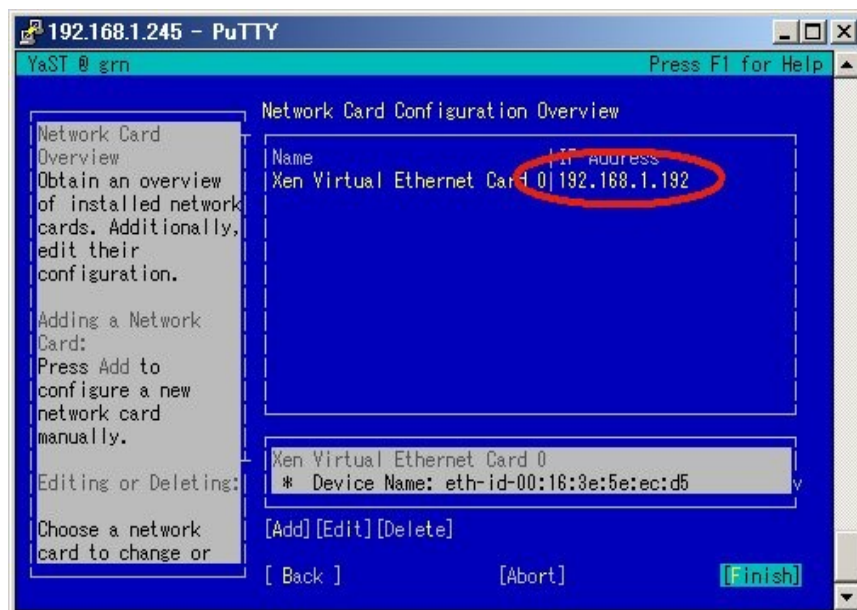 192.168.1.245 - PuTTY
YaST @ grn Press F1 for Help
Network Card Configuration Overview
Network Card
Overview
Obtain an overview
of installed network
cards. Additionally,
edit their
configuration.
Adding a Network
Card:
Press Add to
configure a new
network card
manually.
Editing or Deleting:
Choose a network
card to change or
Name IP Address
Xen Virtual Ethernet Card 0 192.168.1.192
Xen Virtual Ethernet Card 0
* Device Name: eth-id-00:16:3e:5e:ec:d5
[Add][Edit][Delete]
[ Back ] [Abort] [Finish]